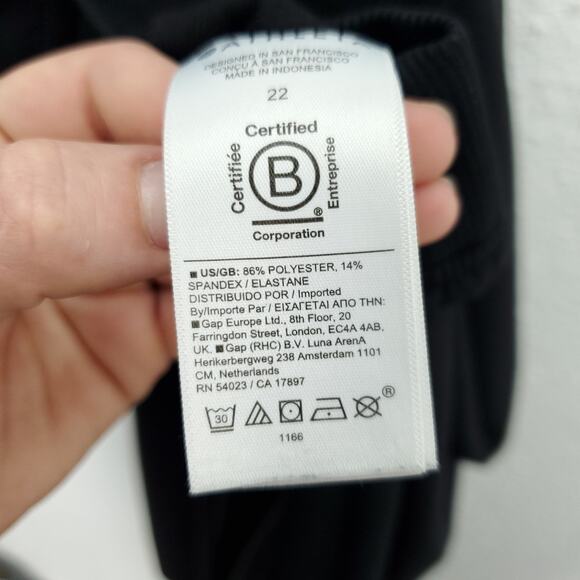 ATHLETA
DESIGNED IN SAN FRANCISCO
CONÇU À SAN FRANCISCO
MADE IN INDONESIA
22
Certified
Certifiée
B
Entreprise
®
Corporation
US/GB: 86% POLYESTER, 14%
SPANDEX / ELASTANE
DISTRIBUIDO POR / Imported
By/Importe Par / ΕΙΣΑΓΕΤΑΙ ΑΠΟ ΤΗΝ:
Gap Europe Ltd., 8th Floor, 20
Farringdon Street, London, EC4A 4AB,
UK, Gap (RHC) B.V. Luna ArenA
Herikerbergweg 238 Amsterdam 1101
CM, Netherlands
RN 54023 / CA 17897
30
®
1166